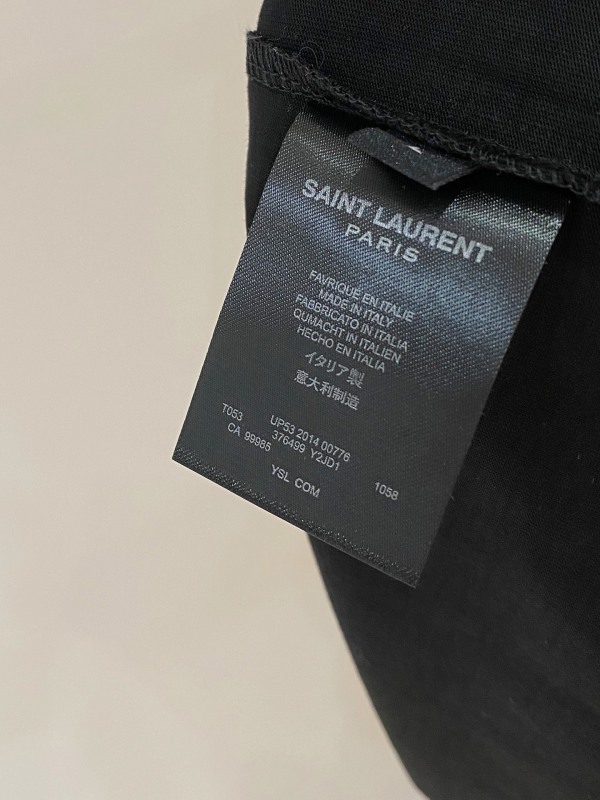 SAINT LAURENT
PARIS
FAVRIQUE EN ITALIE
MADE IN ITALY
FABBRICATO IN ITALIA
QUMACHT IN ITALIEN
HECHO EN ITALIA
イタリア製
意大利制造
T053 UP53 2014 00776
CA 99985 376499 Y2JD1 1058
YSL COM